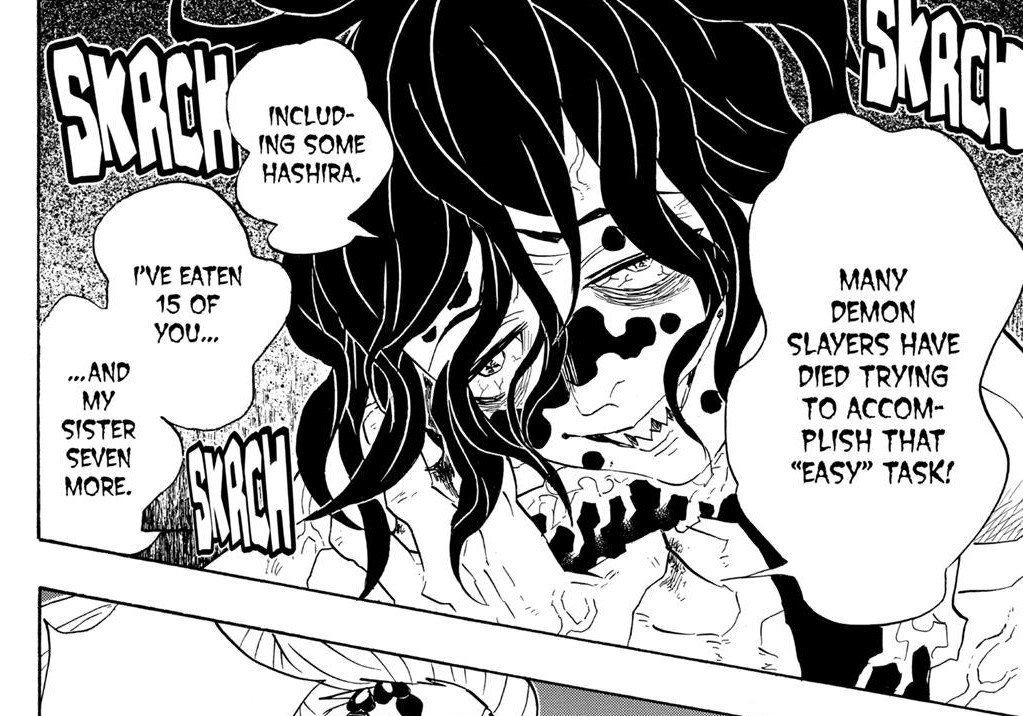 SKRCH
MANY
DEMON
SLAYERS HAVE
DIED TRYING
TO ACCOM-
PLISH THAT
"EASY" TASK!
INCLUD-
ING SOME
HASHIRA.
SKRCH
I'VE EATEN
15 OF
YOU...
...AND
MY
SISTER
SEVEN
MORE.
SKRCH